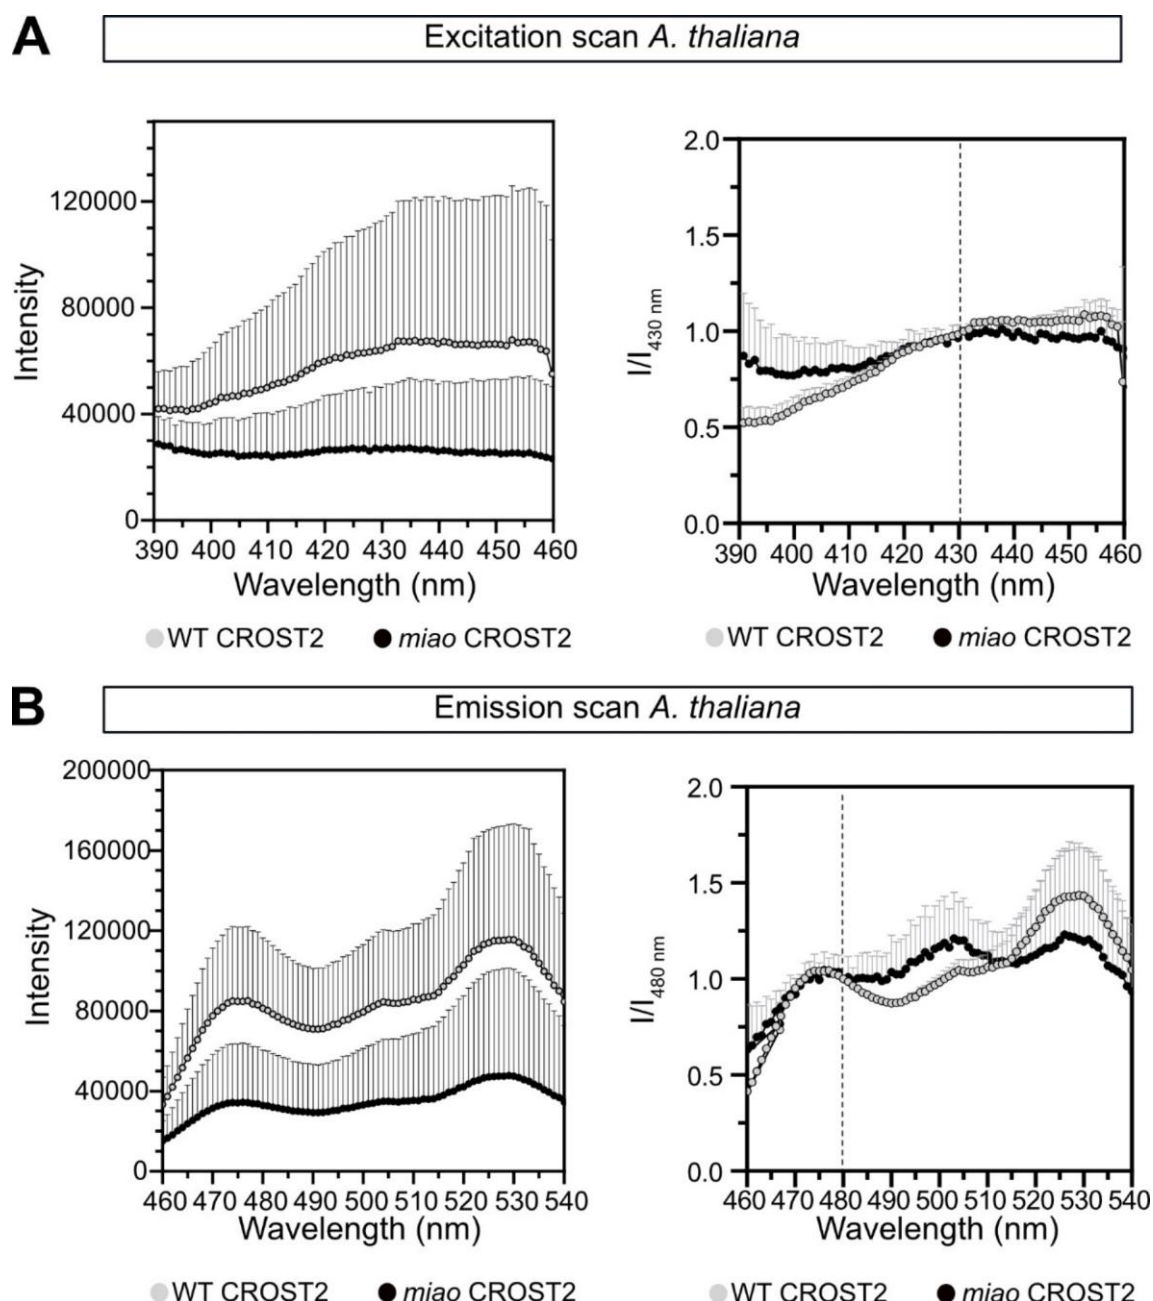 A
Excitation scan A. thaliana
Intensity
120000
80000
40000
0
390 400 410 420 430 440 450 460
Wavelength (nm)
WT CROST2 miao CROST2
I/I430 nm
2.0
1.5
1.0
0.5
0.0
390 400 410 420 430 440 450 460
Wavelength (nm)
WT CROST2 miao CROST2
B
Emission scan A. thaliana
Intensity
200000
160000
120000
80000
40000
0
460 470 480 490 500 510 520 530 540
Wavelength (nm)
WT CROST2 miao CROST2
I/I480 nm
2.0
1.5
1.0
0.5
0.0
460 470 480 490 500 510 520 530 540
Wavelength (nm)
WT CROST2 miao CROST2